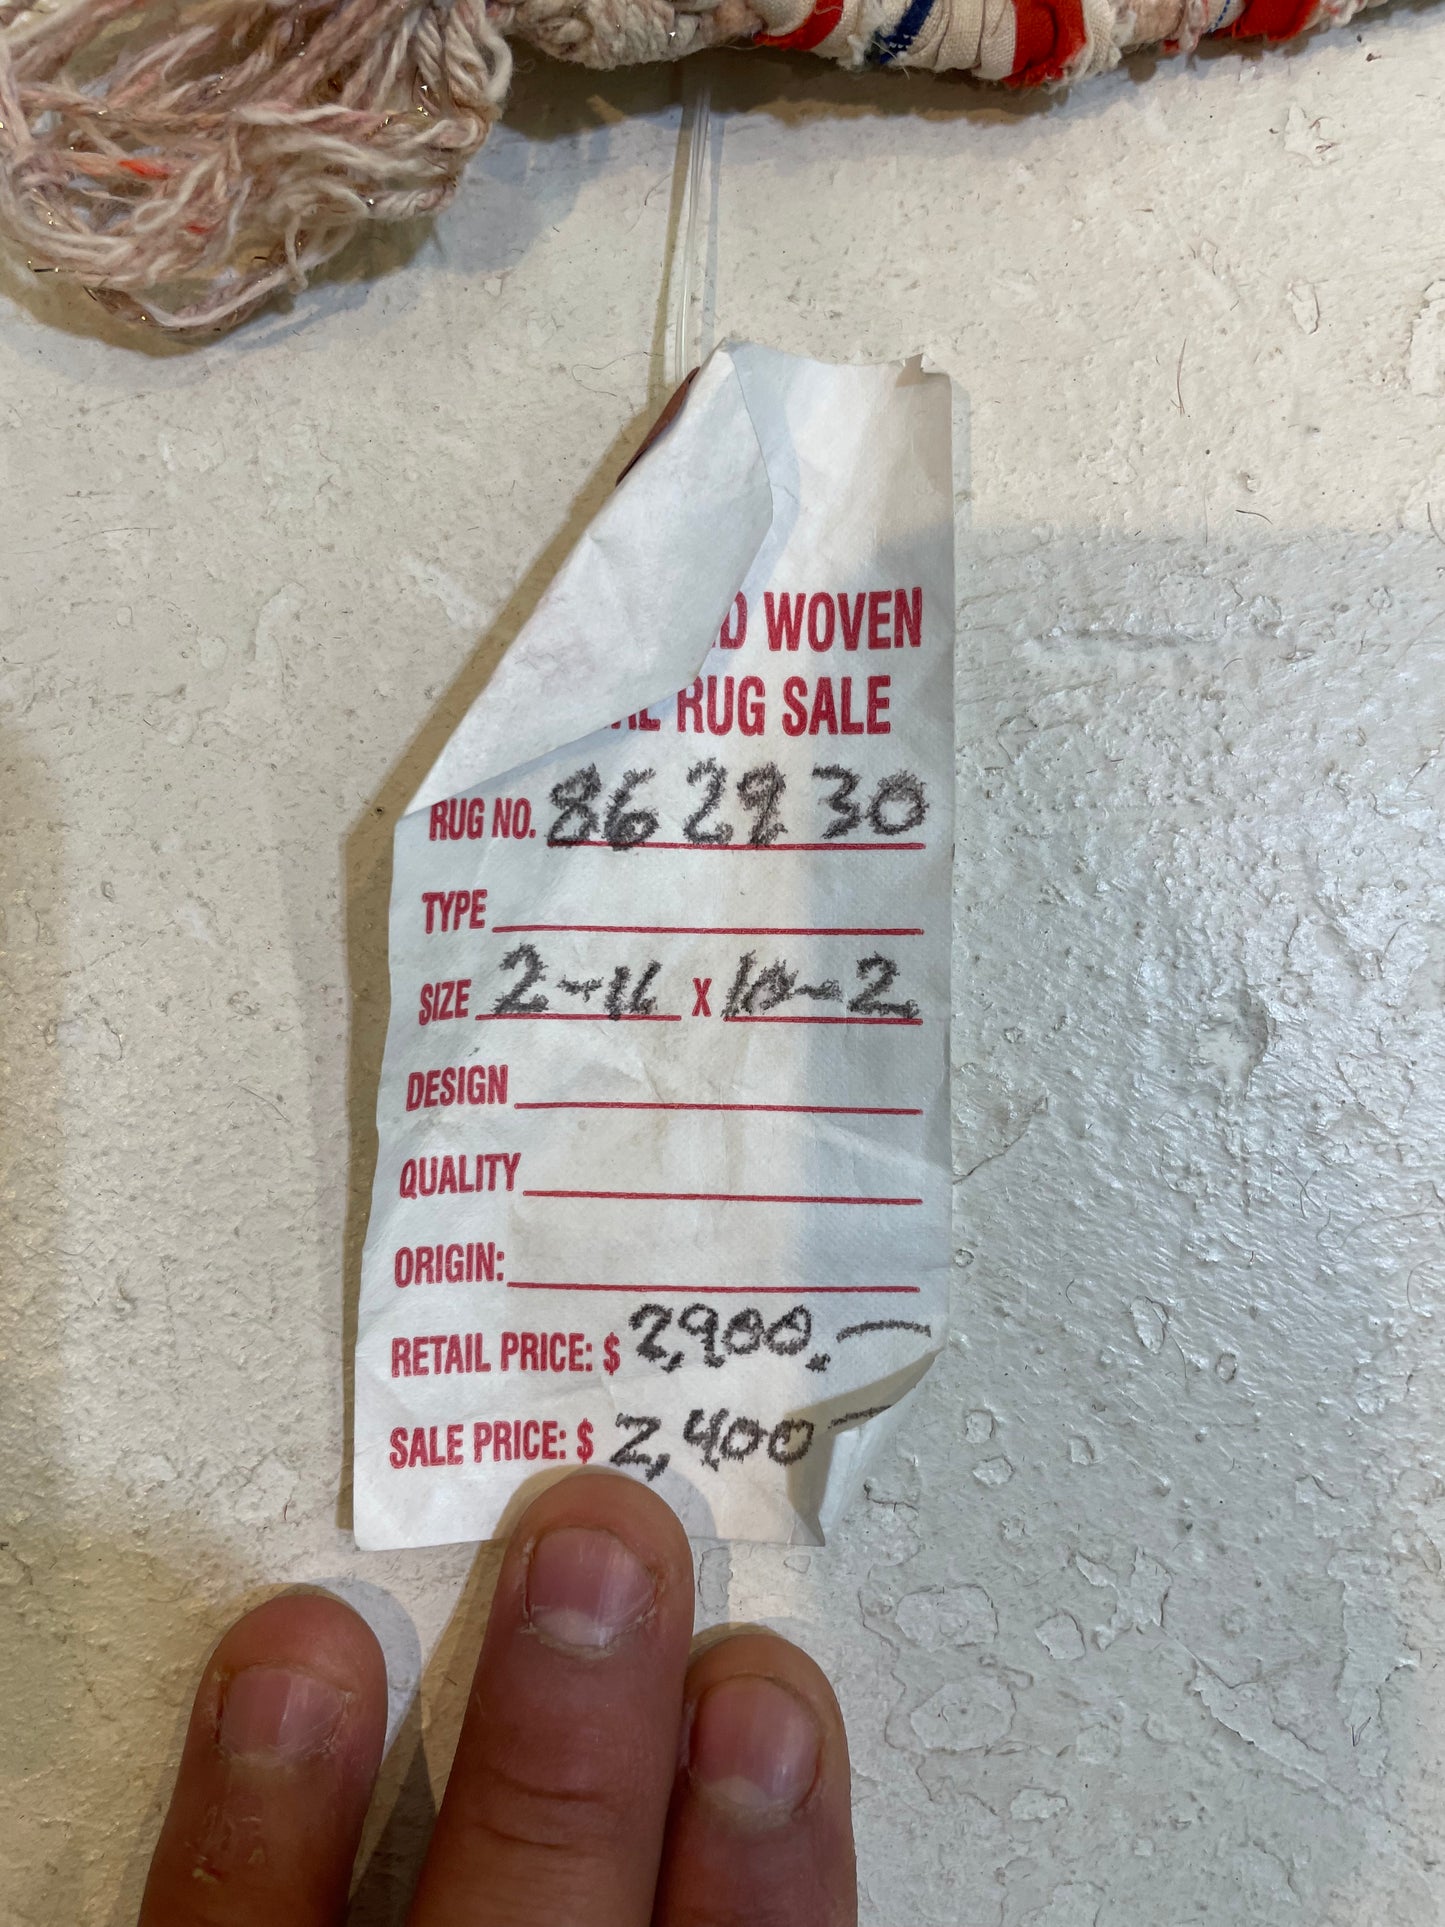 WOVEN
RUG SALE
RUG NO. 862930
TYPE
SIZE 2-11 X 10-2
DESIGN
QUALITY
ORIGIN:
RETAIL PRICE: $ 2,900.—
SALE PRICE: $ 2,400—